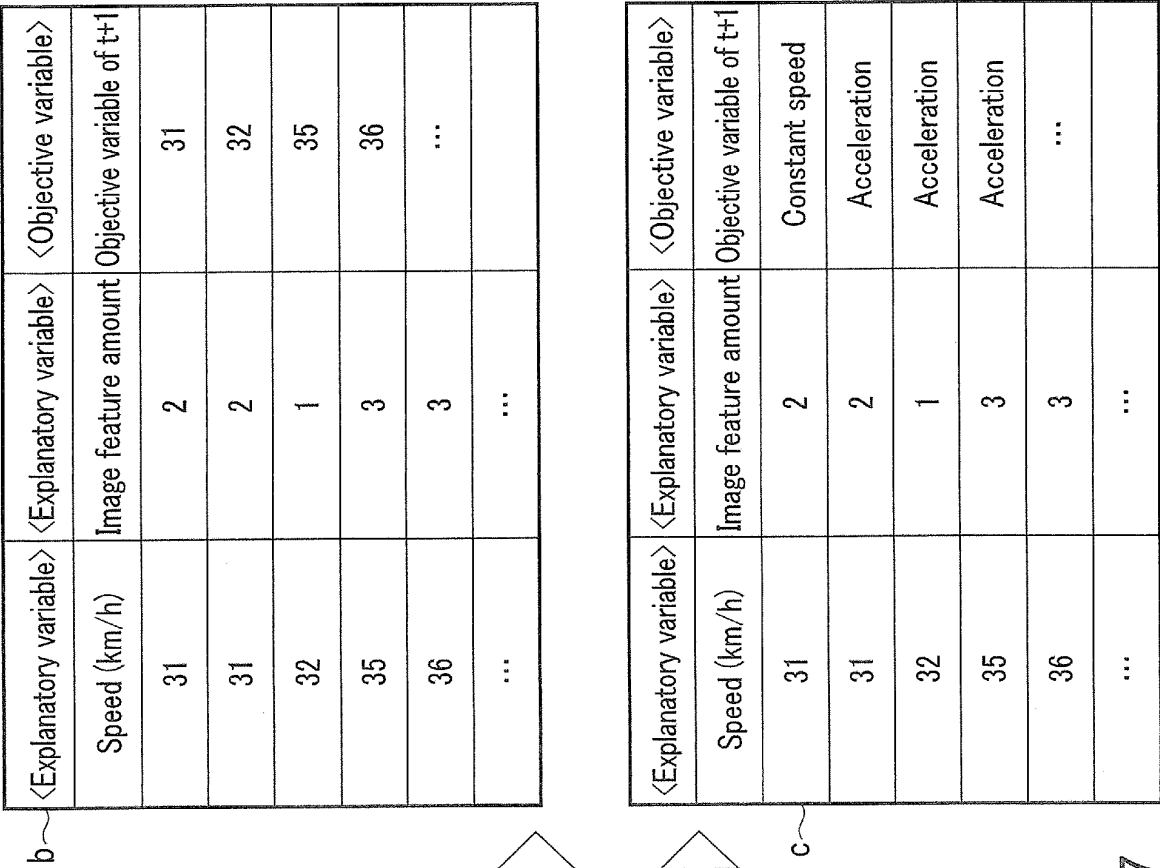 b
<Explanatory variable> <Explanatory variable> <Objective variable>
Speed (km/h) Image feature amount Objective variable of t+1
31 2 31
31 2 32
32 1 35
35 3 36
36 3 …
… …
c
<Explanatory variable> <Explanatory variable> <Objective variable>
Speed (km/h) Image feature amount Objective variable of t+1
31 2 Constant speed
31 2 Acceleration
32 1 Acceleration
35 3 Acceleration
36 3 …
… …
7